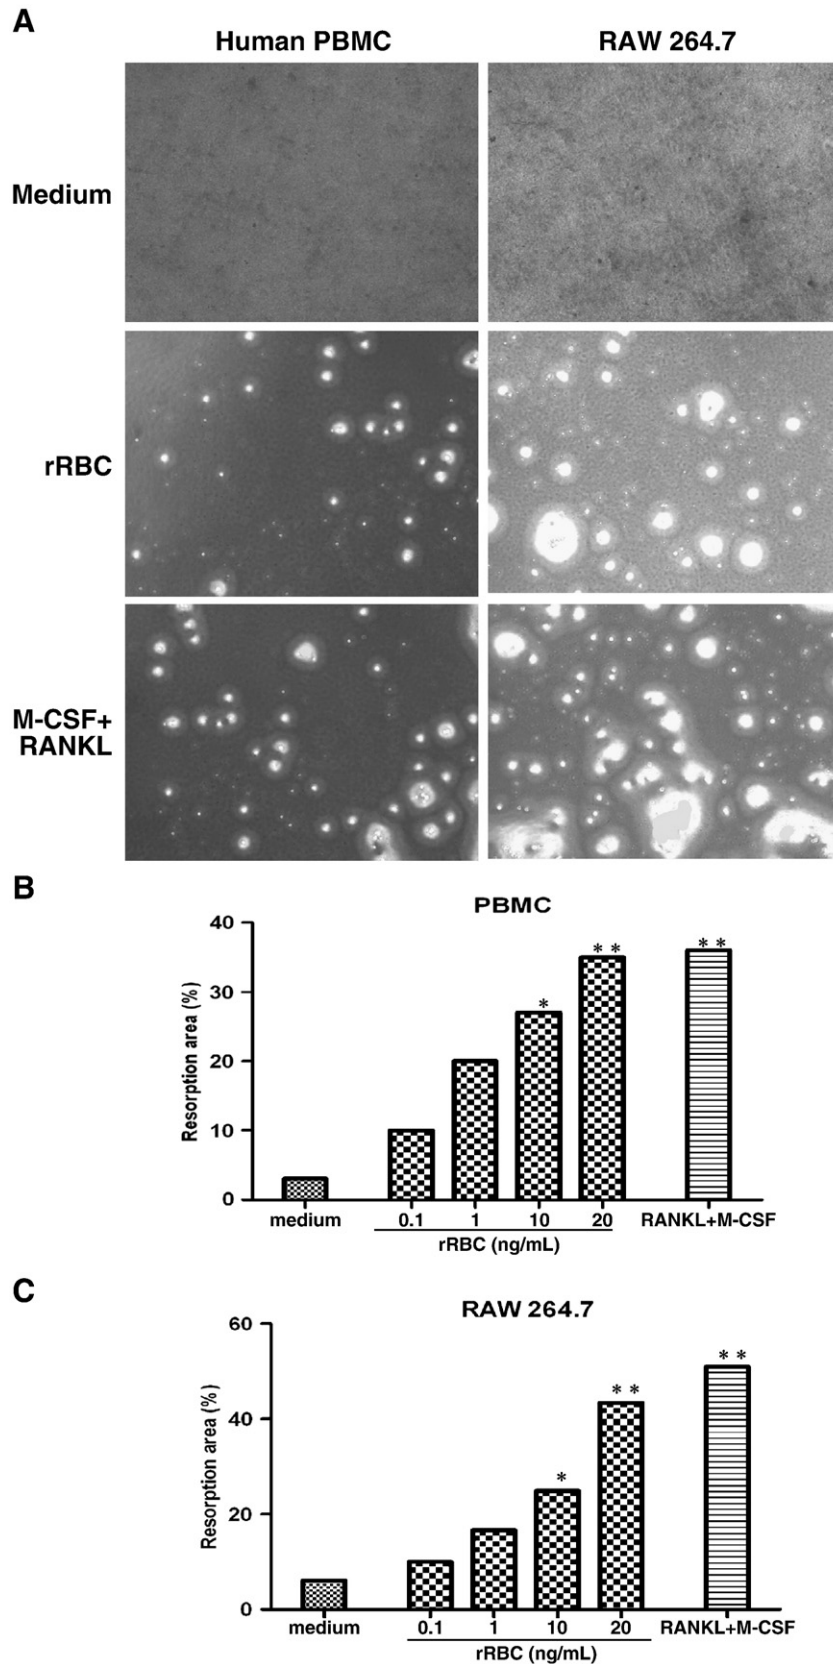 A
Human PBMC RAW 264.7
Medium
rRBC
M-CSF+
RANKL
B
PBMC
Resorption area (%)
40
30
20
10
0
* * * * *
medium 0.1 1 10 20 RANKL+M-CSF
rRBC (ng/mL)
C
RAW 264.7
Resorption area (%)
60
40
20
0
* * * * *
medium 0.1 1 10 20 RANKL+M-CSF
rRBC (ng/mL)